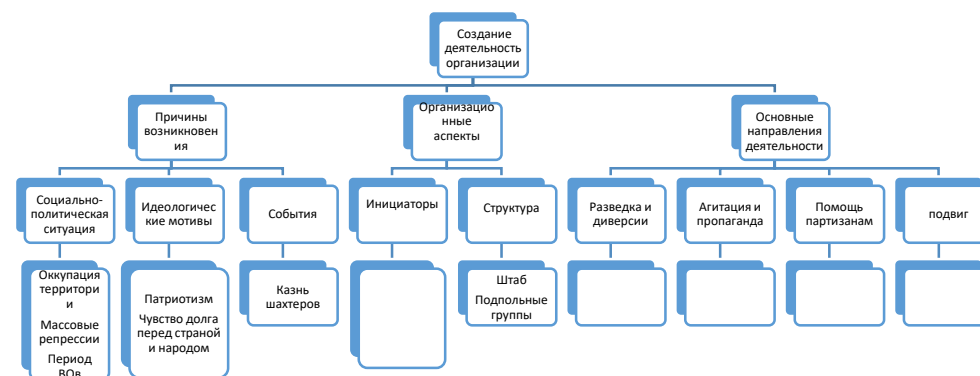 Создание
деятельность
организации
Причины
возникновен
ия
Организацио
нные
аспекты
Основные
направления
деятельности
Социально-
политическая
ситуация
Идеологичес
кие мотивы
События
Инициаторы
Структура
Разведка и
диверсии
Агитация и
пропаганда
Помощь
партизанам
подвиг
Оккупация
территори
и
Массовые
репрессии
Период
ВОв
Патриотизм
Чувство долга
перед страной
и народом
Казнь
шахтеров
Штаб
Подпольные
группы